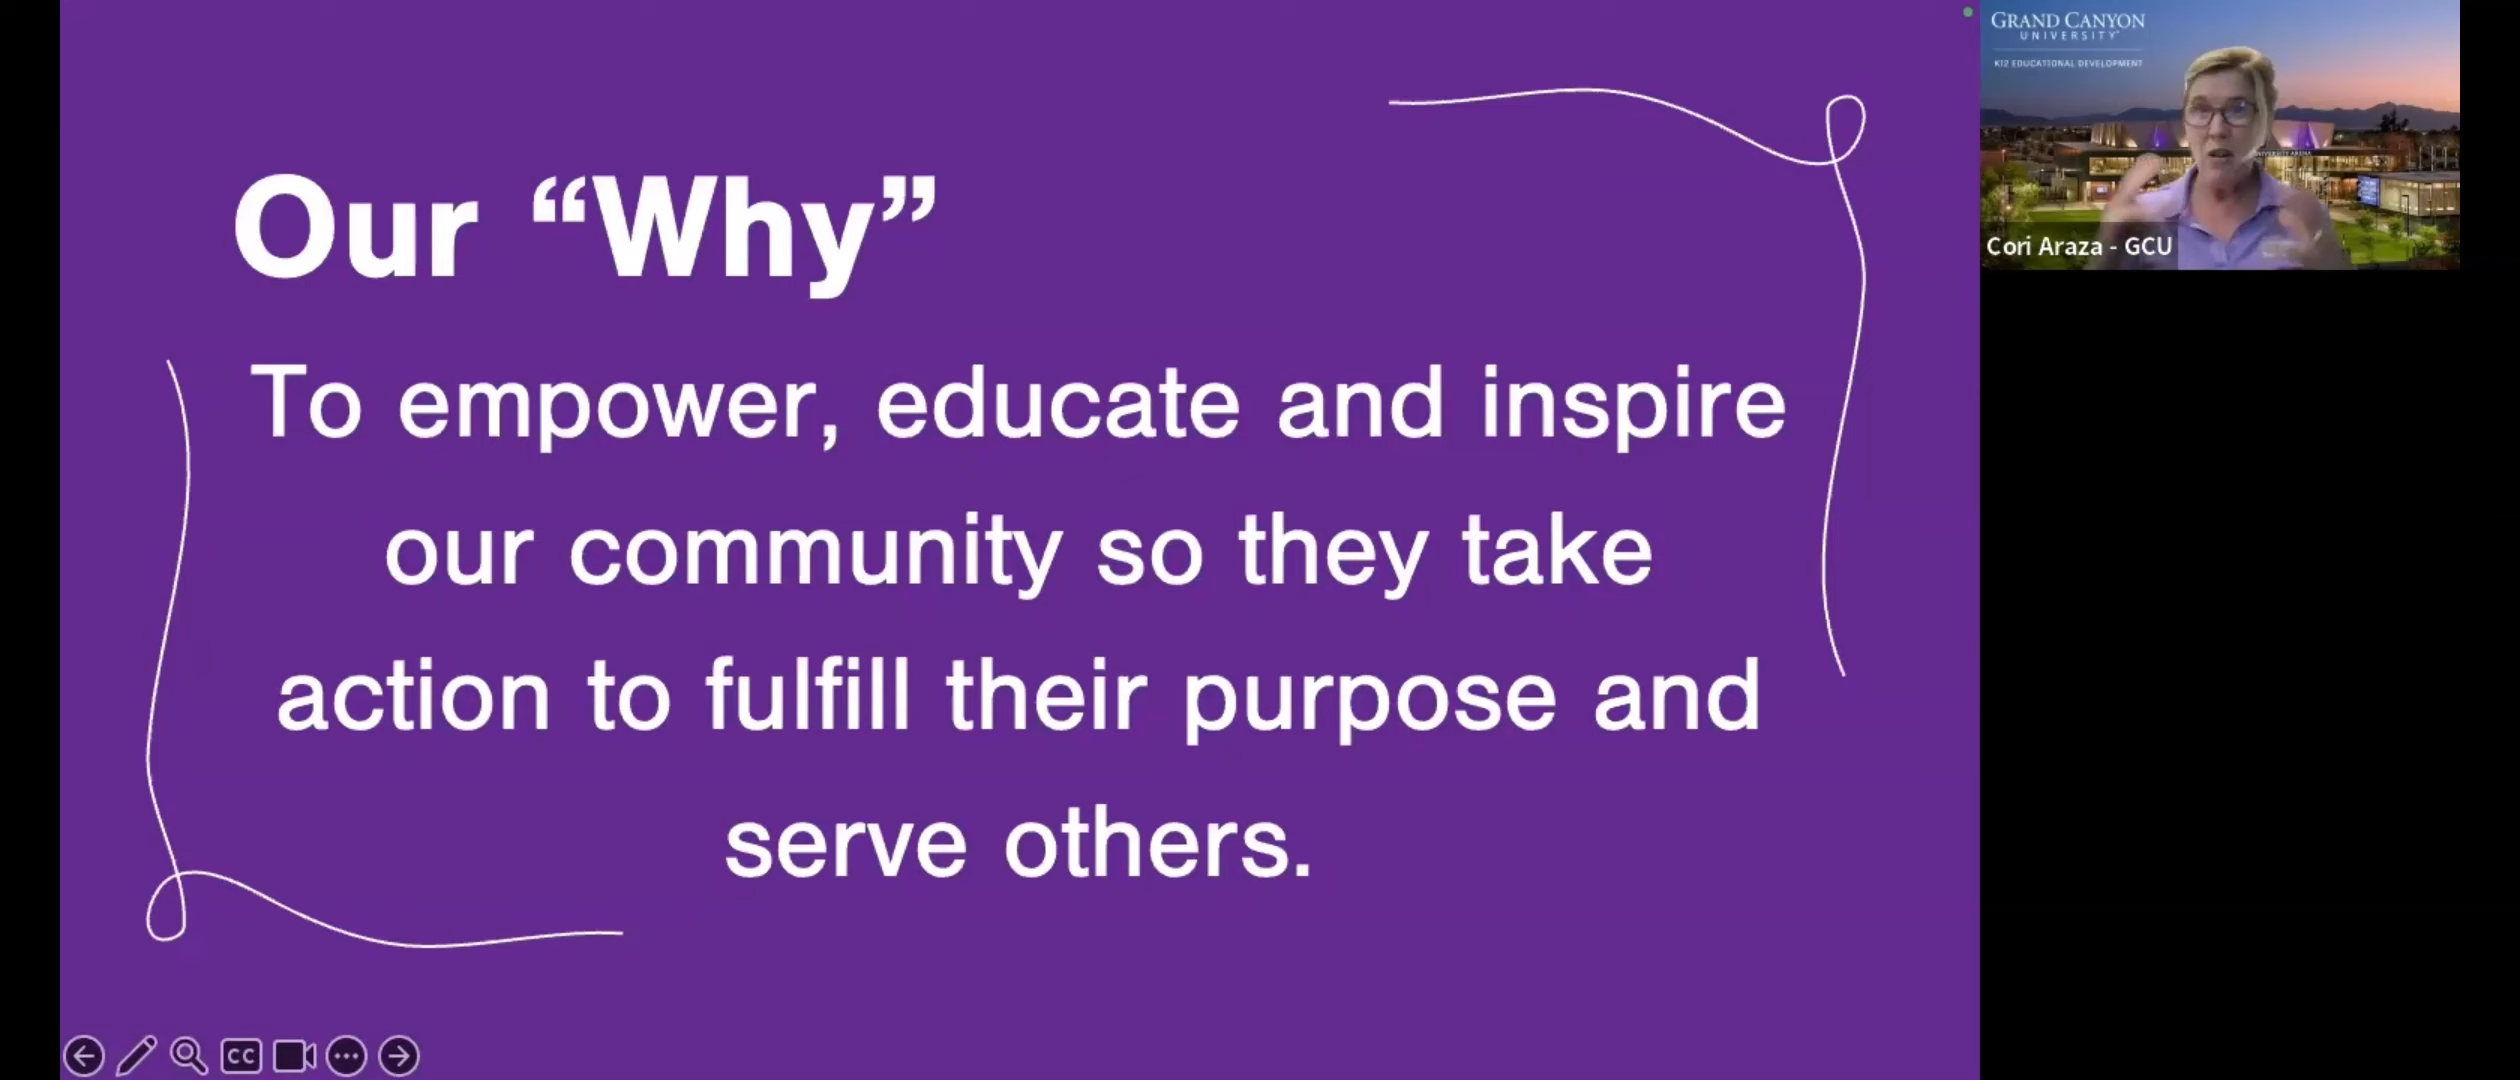 Our “Why”
To empower, educate and inspire
our community so they take
action to fulfill their purpose and
serve others.
GRAND CANYON
UNIVERSITY
K12 EDUCATIONAL DEVELOPMENT
Cori Araza - GCU
CC